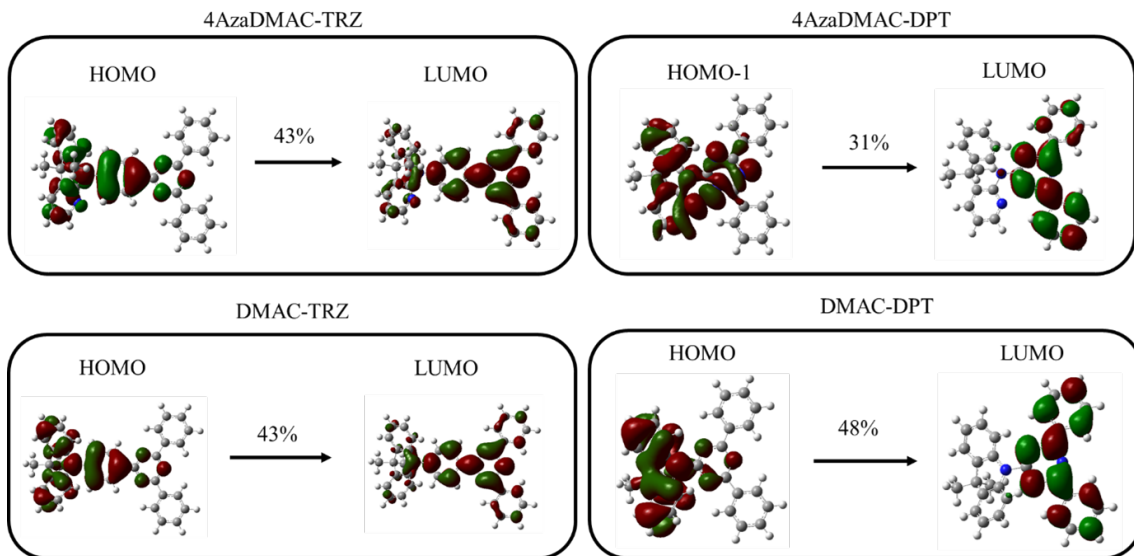 4AzaDMAC-TRZ
HOMO
LUMO
43%
4AzaDMAC-DPT
HOMO-1
LUMO
31%
DMAC-TRZ
HOMO
LUMO
43%
DMAC-DPT
HOMO
LUMO
48%